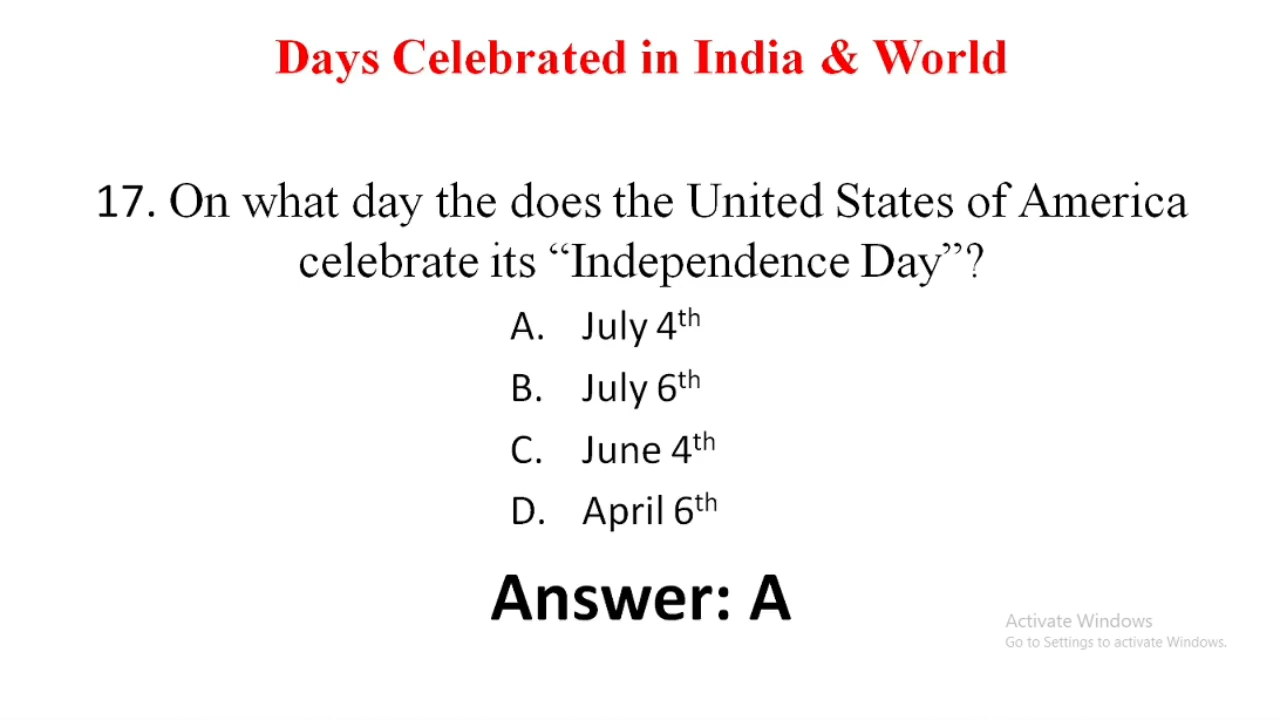 Days Celebrated in India & World
17. On what day the does the United States of America
celebrate its “Independence Day”?
A. July 4th
B. July 6th
C. June 4th
D. April 6th
Answer: A
Activate Windows
Go to Settings to activate Windows.